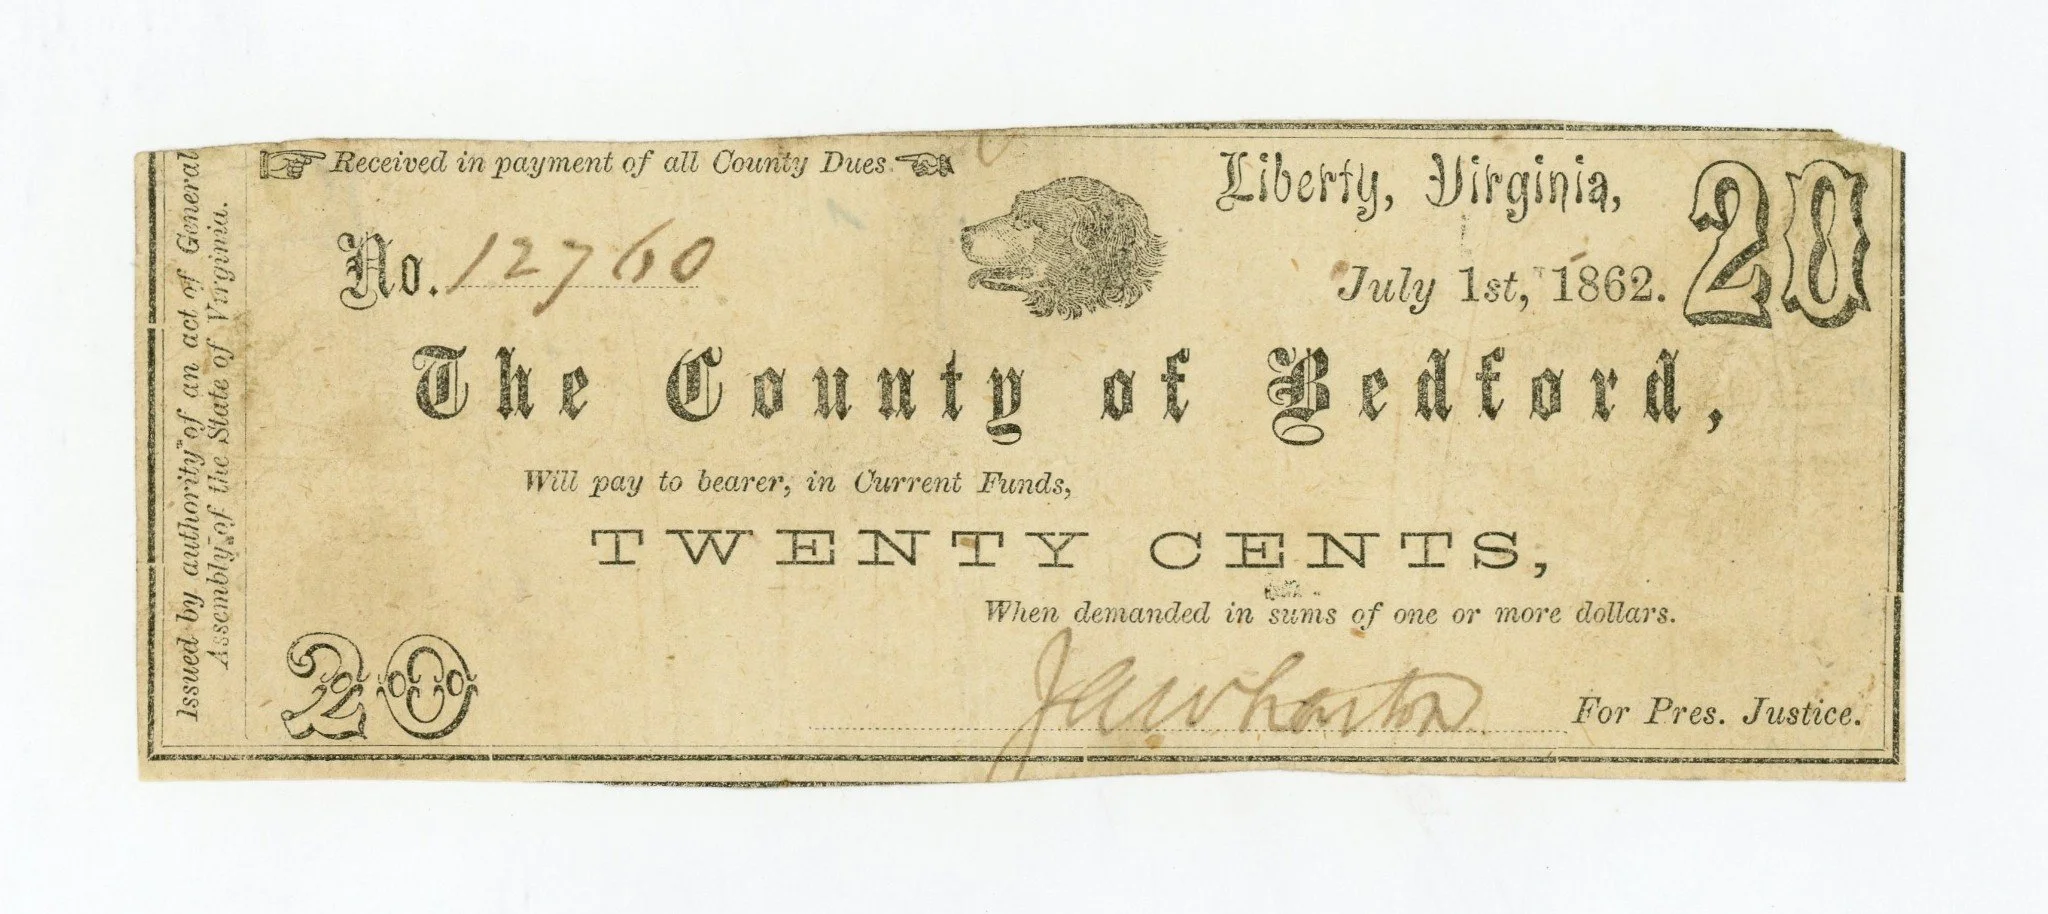 Issued by authority of an act of General
Assembly of the State of Virginia.
Received in payment of all County Dues.
No. 12760
Liberty, Virginia,
July 1st, 1862.
20
The County of Bedford,
Will pay to bearer, in Current Funds,
TWENTY CENTS,
When demanded in sums of one or more dollars.
20
J A Wharton For Pres. Justice.